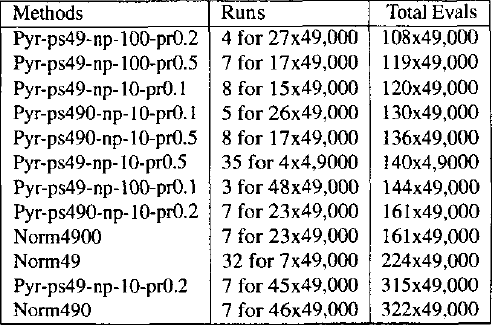 Methods Runs Total Evals
Pyr-ps49-np-100-pr0.2 4 for 27x49,000 108x49,000
Pyr-ps49-np-100-pr0.5 7 for 17x49,000 119x49,000
Pyr-ps49-np-10-pr0.1 8 for 15x49,000 120x49,000
Pyr-ps490-np-10-pr0.1 5 for 26x49,000 130x49,000
Pyr-ps490-np-10-pr0.5 8 for 17x49,000 136x49,000
Pyr-ps49-np-10-pr0.5 35 for 4x4,9000 140x4,9000
Pyr-ps49-np-100-pr0.1 3 for 48x49,000 144x49,000
Pyr-ps490-np-10-pr0.2 7 for 23x49,000 161x49,000
Norm4900 7 for 23x49,000 161x49,000
Norm49 32 for 7x49,000 224x49,000
Pyr-ps49-np-10-pr0.2 7 for 45x49,000 315x49,000
Norm490 7 for 46x49,000 322x49,000